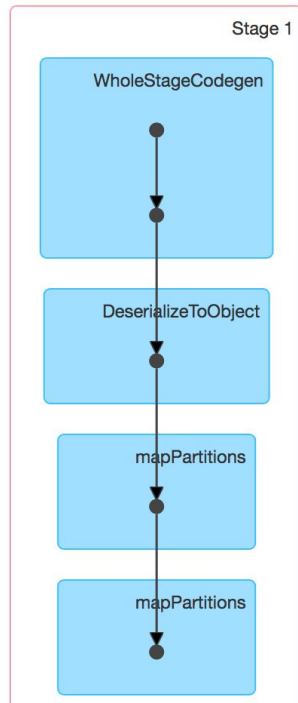 Stage 1
WholeStageCodegen
DeserializeToObject
mapPartitions
mapPartitions